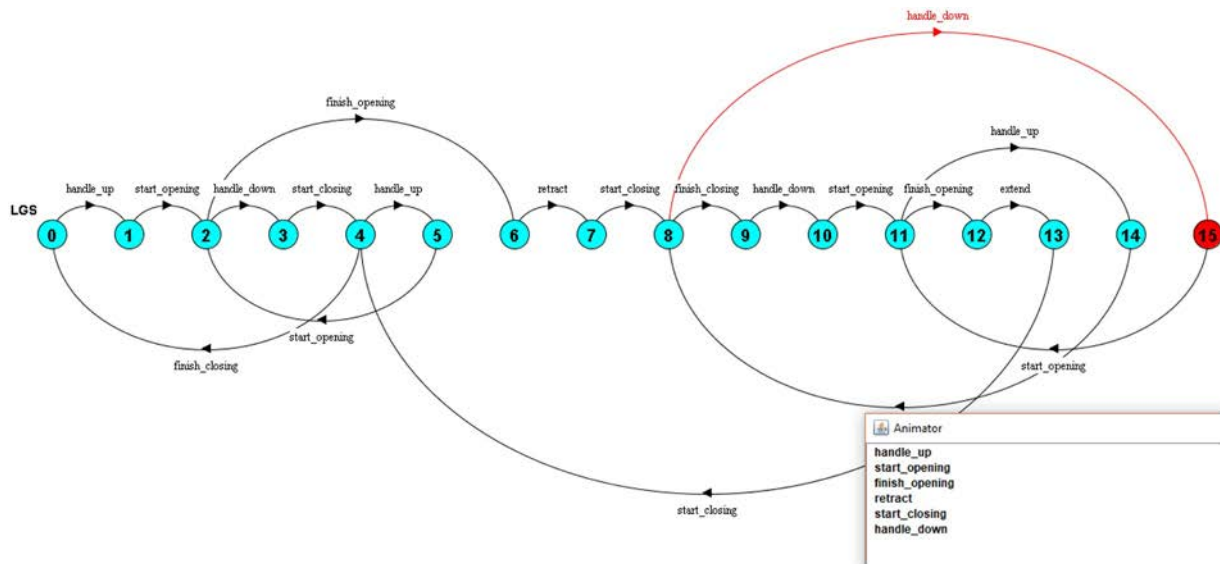 handle_down
finish_opening
handle_up
handle_up start_opening handle_down start_closing handle_up retract start_closing finish_closing handle_down start_opening finish_opening extend
LGS
0 1 2 3 4 5 6 7 8 9 10 11 12 13 14 15
start_opening
finish_closing
start_opening
start_closing
Animator
handle_up
start_opening
finish_opening
retract
start_closing
handle_down